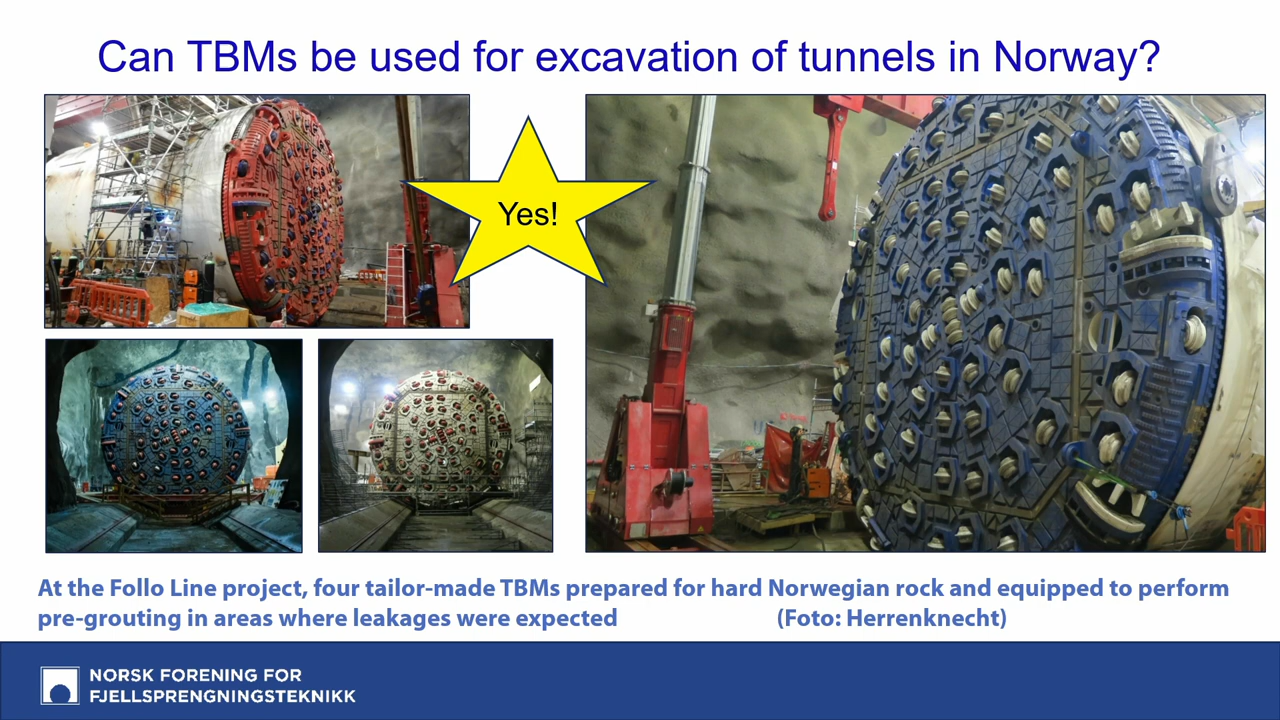 Can TBMs be used for excavation of tunnels in Norway?
Yes!
At the Follo Line project, four tailor-made TBMs prepared for hard Norwegian rock and equipped to perform
pre-grouting in areas where leakages were expected (Foto: Herrenknecht)
NORSK FORENING FOR
FJELLSPRENGNINGSTEKNIKK